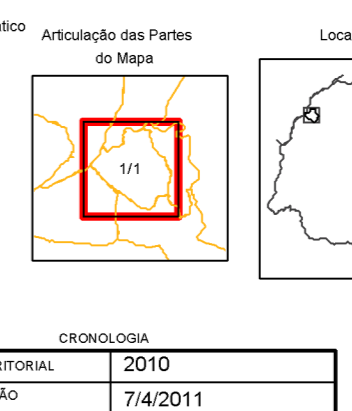 Articulação das Partes
do Mapa
1/1
CRONOLOGIA
2010
7/4/2011